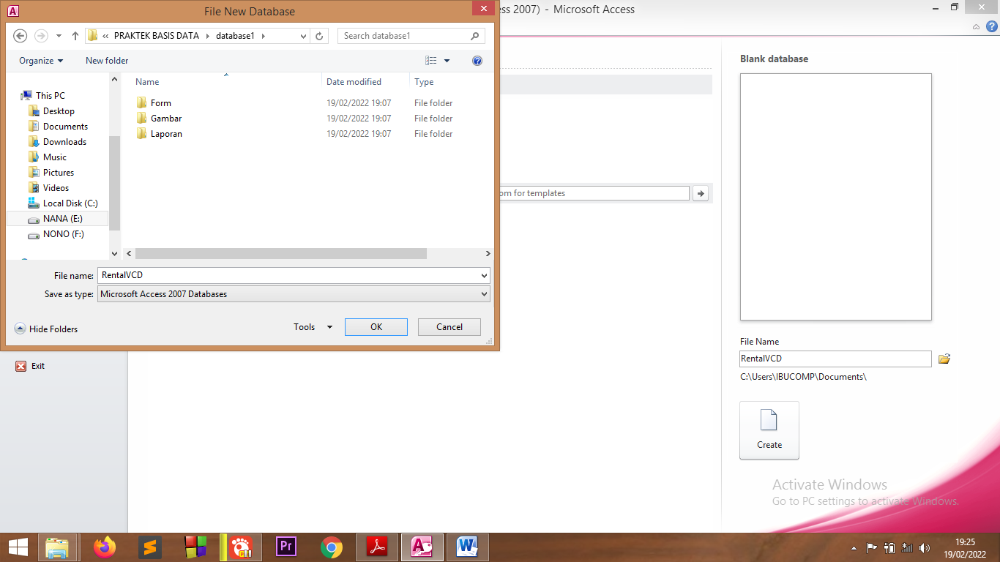 File New Database
ss 2007) - Microsoft Access
« PRAKTEK BASIS DATA database1
Search database1
Organize
New folder
Name
Date modified
Type
This PC
Desktop
Documents
Downloads
Music
Pictures
Videos
Local Disk (C:)
NANA (E:)
NONO (F:)
Form 19/02/2022 19:07 File folder
Gambar 19/02/2022 19:07 File folder
Laporan 19/02/2022 19:07 File folder
File name: RentalVCD
Save as type: Microsoft Access 2007 Databases
Hide Folders
Tools
OK
Cancel
Exit
om for templates
Blank database
File Name
RentalVCD
C:\Users\IBUCOMP\Documents\
Create
Activate Windows
Go to PC settings to activate Windows.
Pr
19:25
19/02/2022